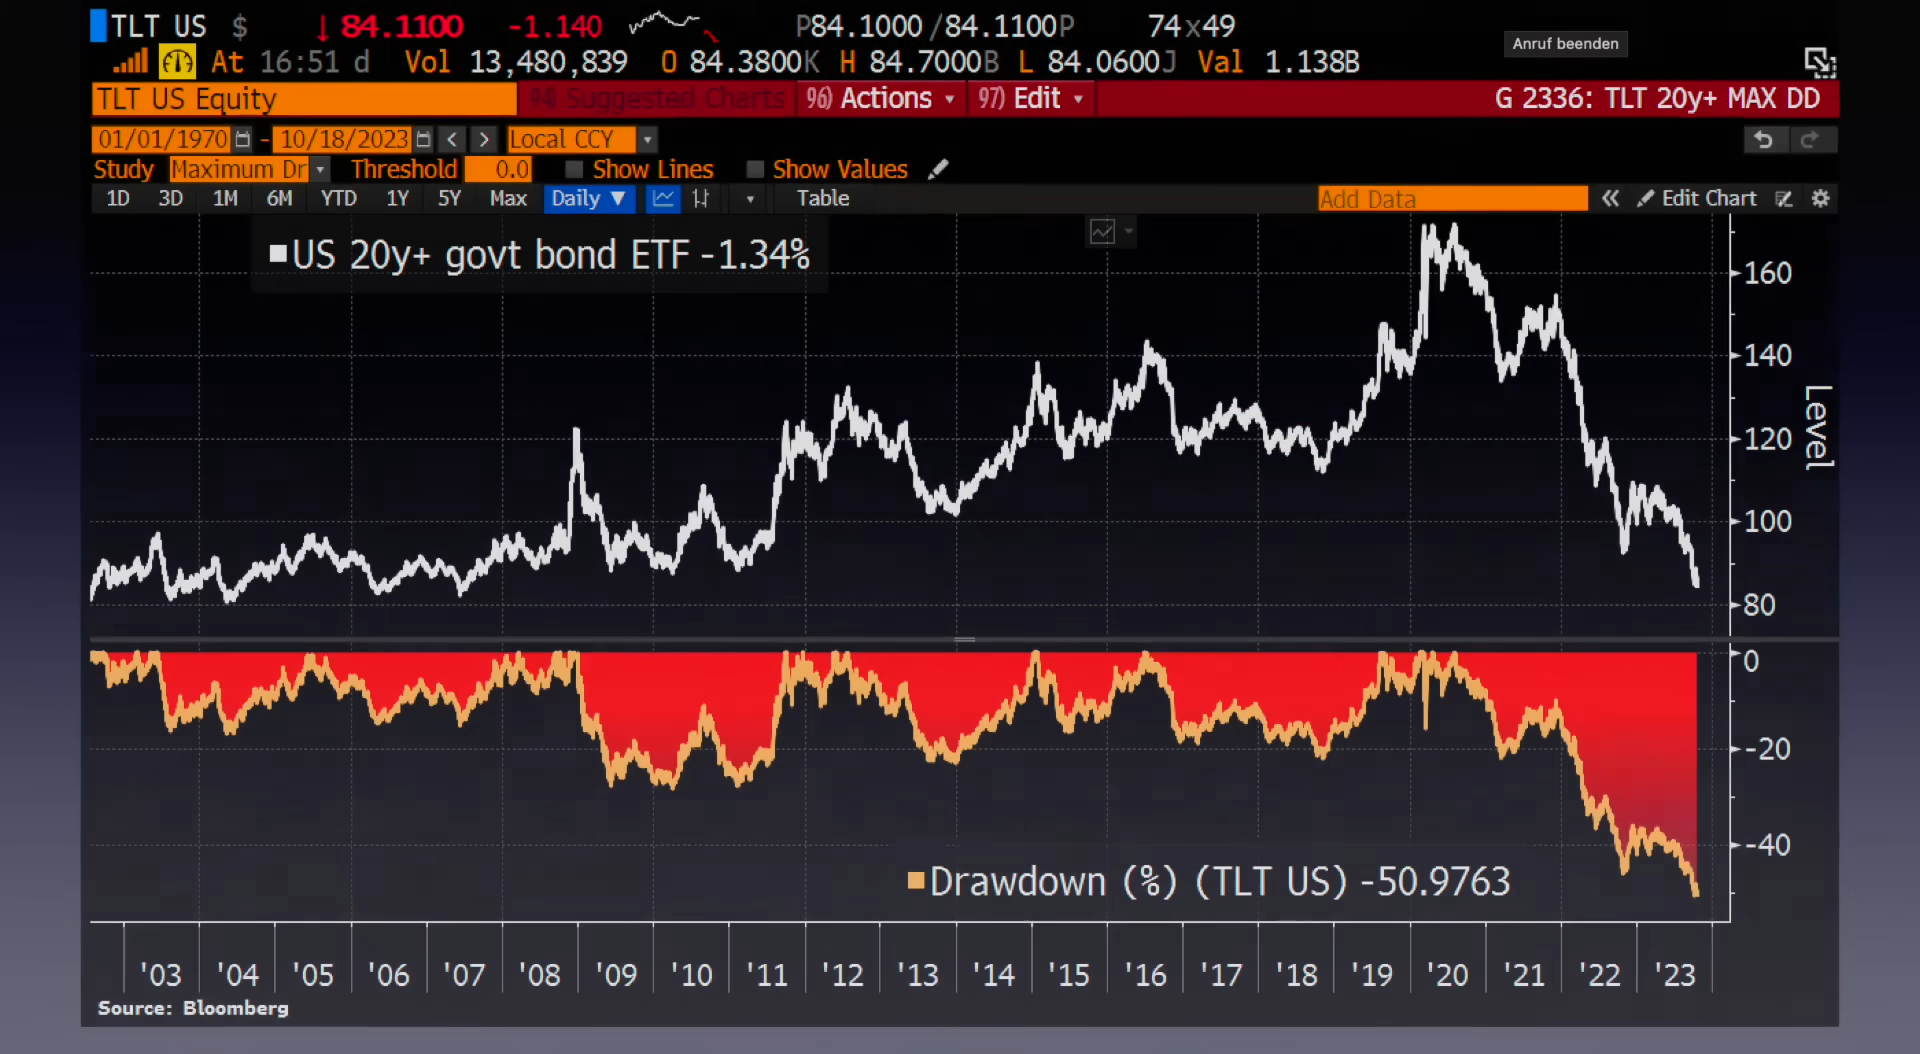 TLT US $ ↓ 84.1100 -1.140 P84.1000 /84.1100P 74x49
At 16:51 d Vol 13,480,839 O 84.3800K H 84.7000B L 84.0600J Val 1.138B
Anruf beenden
TLT US Equity 94) Suggested Charts 96) Actions 97) Edit G 2336: TLT 20y+ MAX DD
01/01/1970 - 10/18/2023 < > Local CCY
Study Maximum Dr Threshold 0.0 Show Lines Show Values
1D 3D 1M 6M YTD 1Y 5Y Max Daily ▼ Table Add Data « Edit Chart
US 20y+ govt bond ETF -1.34%
160
140
120
100
80
Level
0
-20
-40
Drawdown (%) (TLT US) -50.9763
'03 '04 '05 '06 '07 '08 '09 '10 '11 '12 '13 '14 '15 '16 '17 '18 '19 '20 '21 '22 '23
Source: Bloomberg